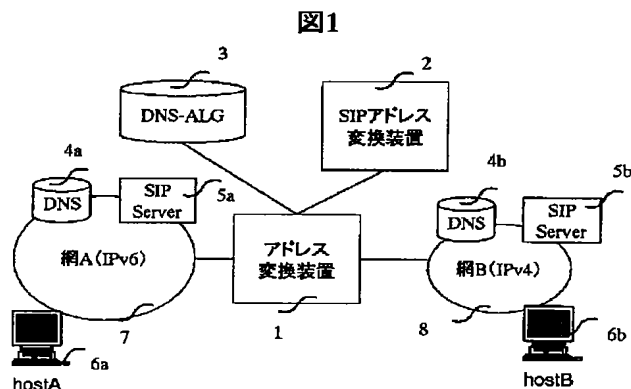 図1
3
2
DNS-ALG
SIPアドレス
変換装置
4a
DNS
SIP
Server
5a
4b
DNS
5b
SIP
Server
網A(IPv6)
アドレス
変換装置
網B(IPv4)
7
1
8
6a
6b
hostA
hostB